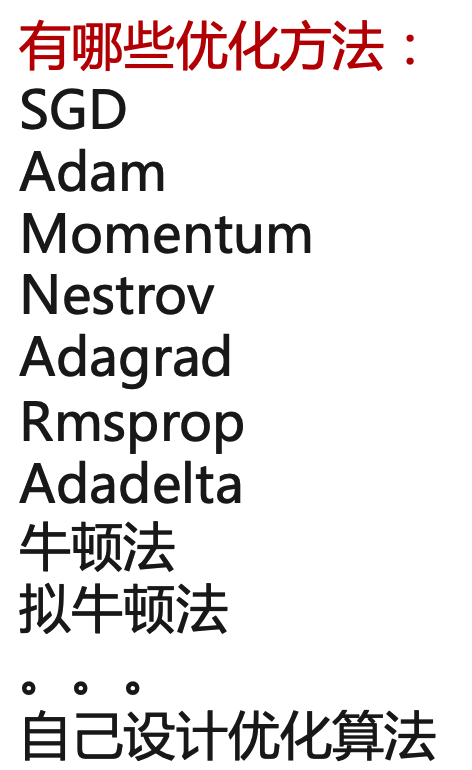 有哪些优化方法：
SGD
Adam
Momentum
Nestrov
Adagrad
Rmsprop
Adadelta
牛顿法
拟牛顿法
。。。
自己设计优化算法